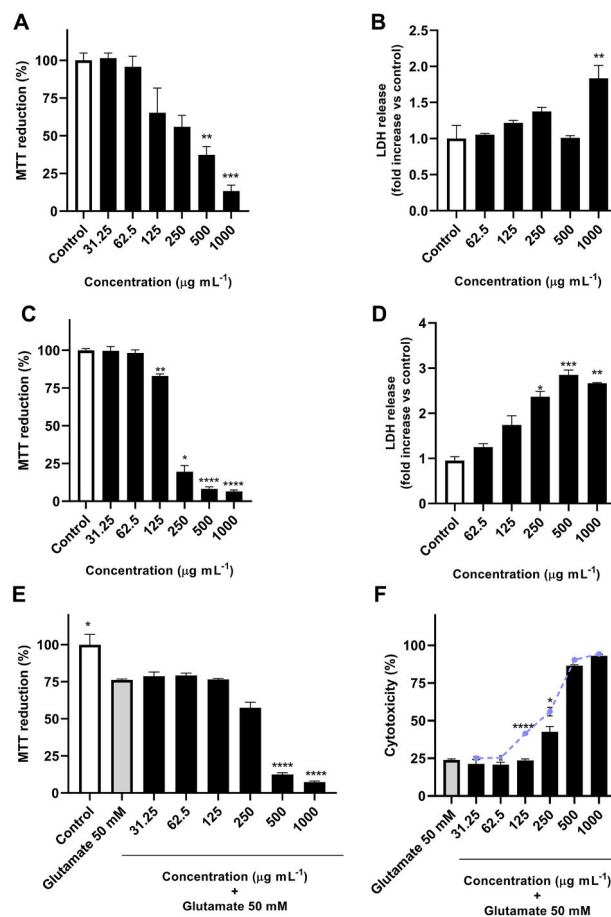 A
MTT reduction (%)
125
100
75
50
25
0
**
***
Control
31.25
62.5
125
250
500
1000
Concentration (µg mL⁻¹)
B
LDH release
(fold increase vs control)
2.5
2.0
1.5
1.0
0.5
0.0
**
Control
62.5
125
250
500
1000
Concentration (µg mL⁻¹)
C
MTT reduction (%)
125
100
75
50
25
0
**
*
****
****
Control
31.25
62.5
125
250
500
1000
Concentration (µg mL⁻¹)
D
LDH release
(fold increase vs control)
4
3
2
1
0
*
***
**
Control
62.5
125
250
500
1000
Concentration (µg mL⁻¹)
E
MTT reduction (%)
125
100
75
50
25
0
*
****
****
Control
Glutamate 50 mM
31.25
62.5
125
250
500
1000
Concentration (µg mL⁻¹)
+
Glutamate 50 mM
F
Cytotoxicity (%)
125
100
75
50
25
0
****
*
Glutamate 50 mM
31.25
62.5
125
250
500
1000
Concentration (µg mL⁻¹)
+
Glutamate 50 mM